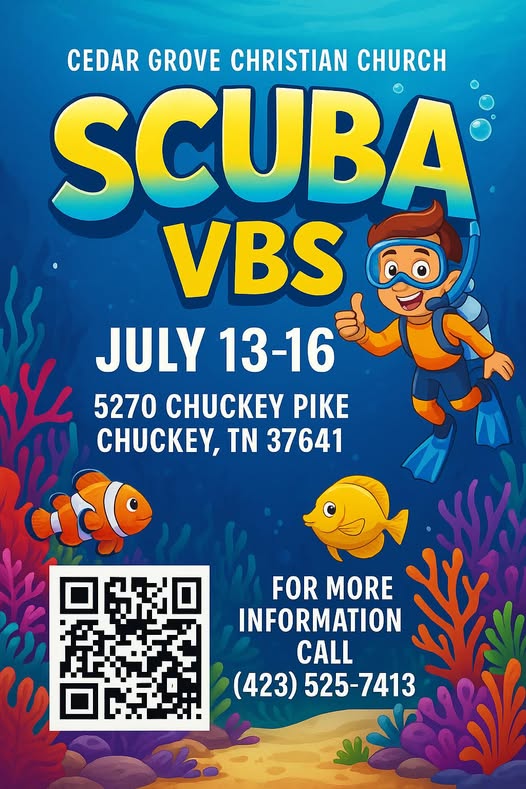 CEDAR GROVE CHRISTIAN CHURCH
SCUBA
VBS
JULY 13-16
5270 CHUCKEY PIKE
CHUCKEY, TN 37641
FOR MORE
INFORMATION
CALL
(423) 525-7413